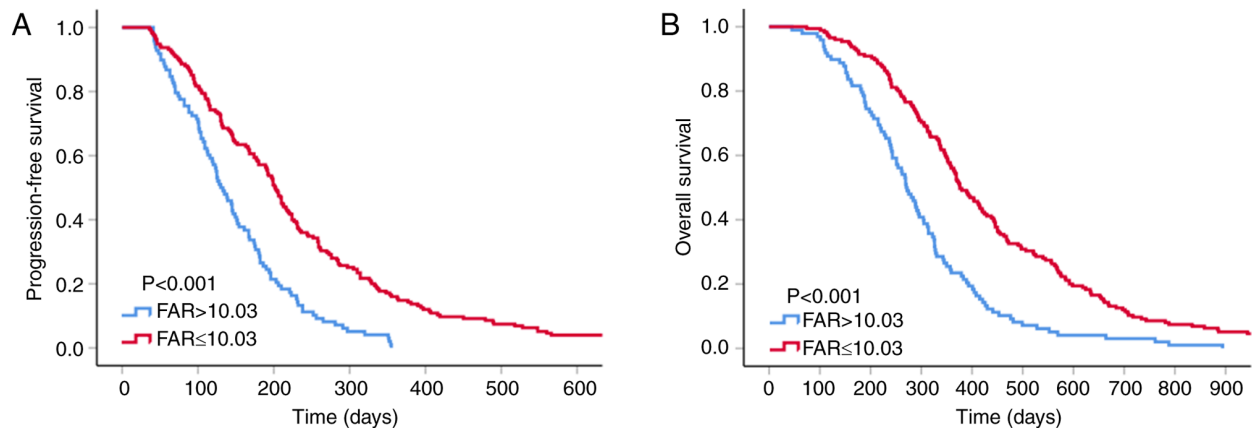 A
Progression-free survival
1.0
0.8
0.6
0.4
0.2
0.0
P<0.001
FAR>10.03
FAR≤10.03
0 100 200 300 400 500 600
Time (days)
B
Overall survival
1.0
0.8
0.6
0.4
0.2
0.0
P<0.001
FAR>10.03
FAR≤10.03
0 100 200 300 400 500 600 700 800 900
Time (days)